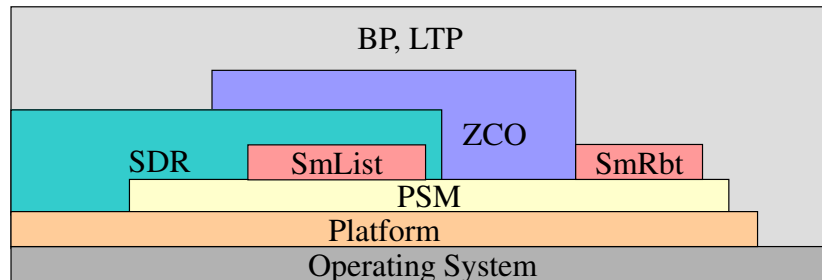 BP, LTP
ZCO
SDR
SmList
SmRbt
PSM
Platform
Operating System